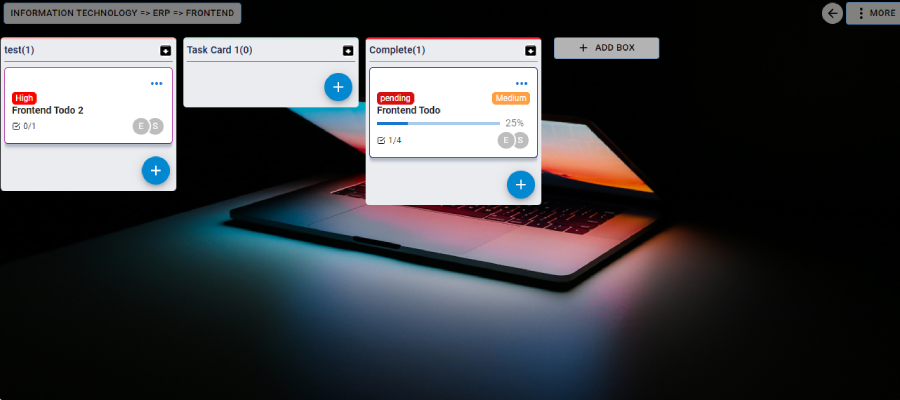 INFORMATION TECHNOLOGY => ERP => FRONTEND
MORE
test(1)
High
Frontend Todo 2
0/1
E S
Task Card 1(0)
Complete(1)
pending Medium
Frontend Todo
25%
1/4
E S
ADD BOX